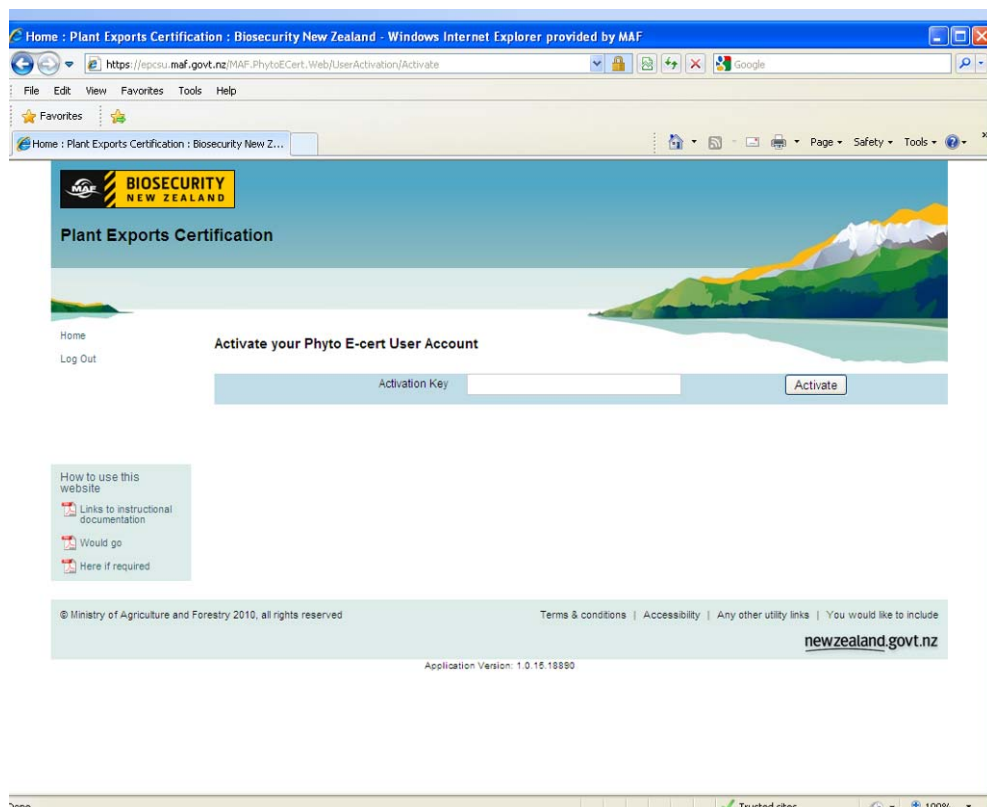 Home : Plant Exports Certification : Biosecurity New Zealand - Windows Internet Explorer provided by MAF
https://epcsu.maf.govt.nz/MAF.PhytoECert.Web/UserActivation/Activate
Google
File Edit View Favorites Tools Help
Favorites
Home : Plant Exports Certification : Biosecurity New Z...
Page Safety Tools
MAF BIOSECURITY
NEW ZEALAND
Plant Exports Certification
Home
Log Out
Activate your Phyto E-cert User Account
Activation Key
Activate
How to use this
website
Links to instructional
documentation
Would go
Here if required
© Ministry of Agriculture and Forestry 2010, all rights reserved
Terms & conditions | Accessibility | Any other utility links | You would like to include
newzealand.govt.nz
Application Version: 1.0.15.18890
Done
Trusted sites
100%